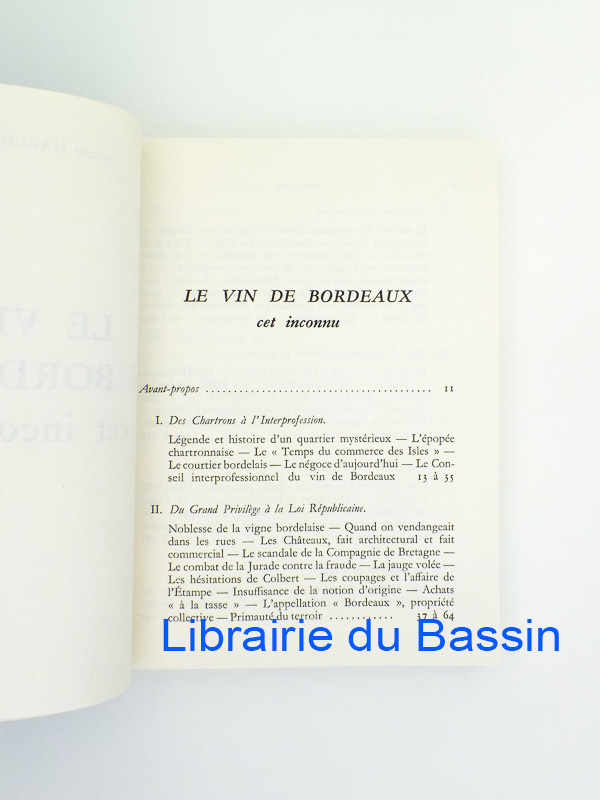 LE VIN DE BORDEAUX
cet inconnu
Avant-propos ........................................ 11
I. Des Chartrons à l'Interprofession.
Légende et histoire d'un quartier mystérieux — L'épopée
chartronnaise — Le « Temps du commerce des Isles » —
Le courtier bordelais — Le négoce d'aujourd'hui — Le Con-
seil interprofessionnel du vin de Bordeaux 13 à 35
II. Du Grand Privilège à la Loi Républicaine.
Noblesse de la vigne bordelaise — Quand on vendangeait
dans les rues — Les Châteaux, fait architectural et fait
commercial — Le scandale de la Compagnie de Bretagne —
Le combat de la Jurade contre la fraude — La jauge volée —
Les hésitations de Colbert — Les coupages et l'affaire de
l'Étampe — Insuffisance de la notion d'origine — Achats
« à la tasse » — L'appellation « Bordeaux », propriété
collective — Primauté du terroir ............ 37 à 64
Librairie du Bassin